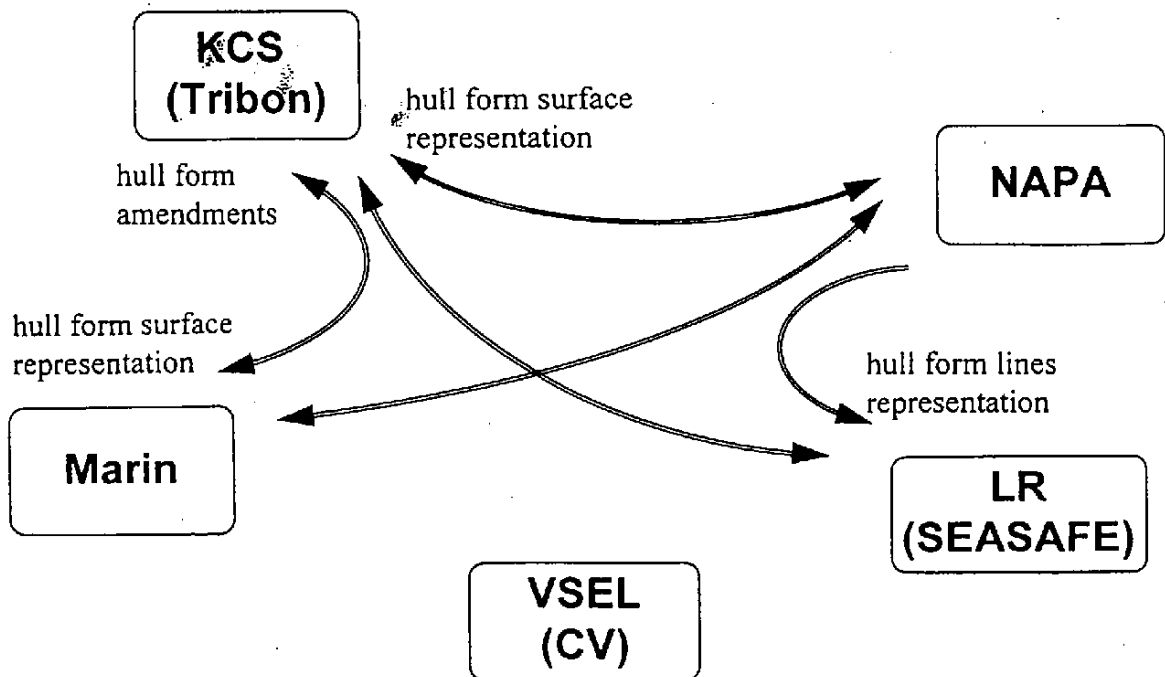 KCS
(Tribon)
hull form surface
representation
NAPA
hull form
amendments
hull form surface
representation
hull form lines
representation
Marin
LR
(SEASAFE)
VSEL
(CV)